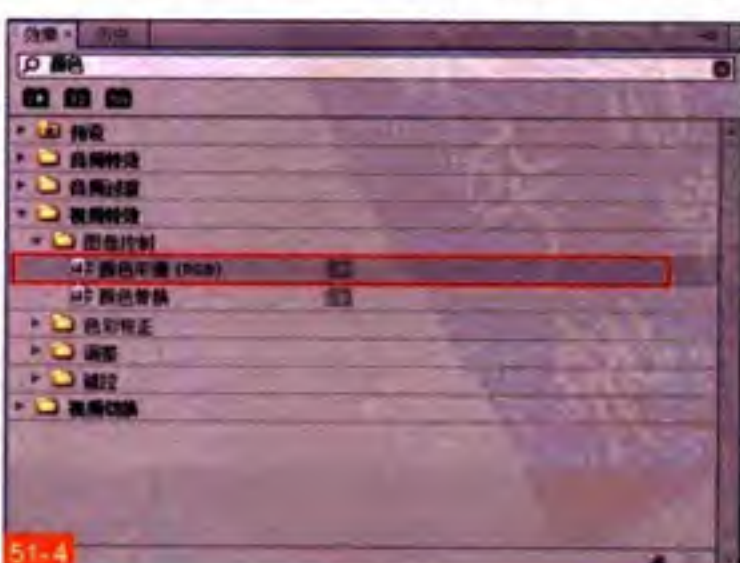 效果 × 历史
颜色
预设
音频特效
音频过渡
视频特效
图像控制
颜色平衡 (RGB)
颜色替换
色彩校正
调整
键控
视频切换
51-4